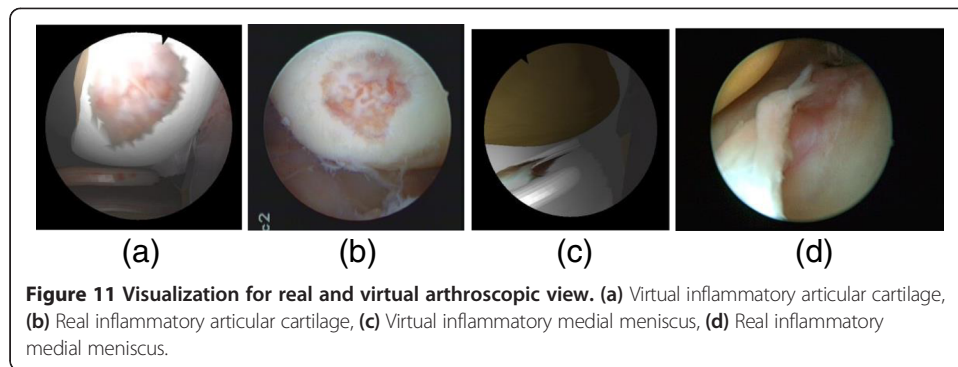 c2
(a) (b) (c) (d)
Figure 11 Visualization for real and virtual arthroscopic view. (a) Virtual inflammatory articular cartilage,
(b) Real inflammatory articular cartilage, (c) Virtual inflammatory medial meniscus, (d) Real inflammatory
medial meniscus.